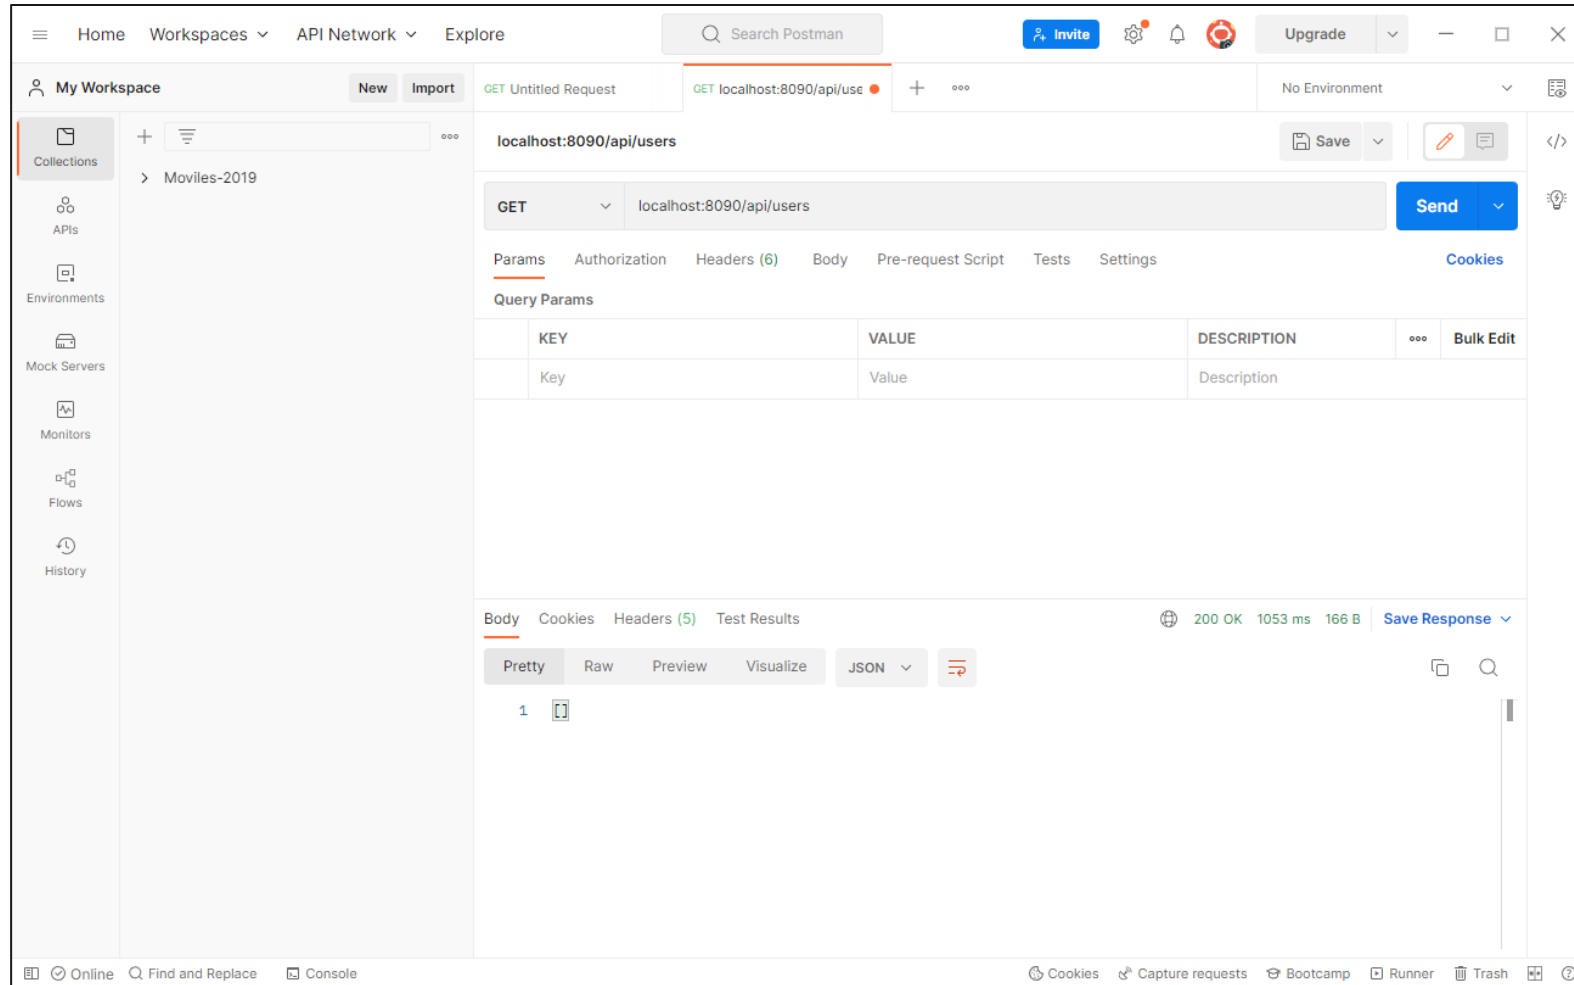 Home Workspaces API Network Explore Search Postman Invite Upgrade
My Workspace New Import GET Untitled Request GET localhost:8090/api/use No Environment
Collections
APIs
Environments
Mock Servers
Monitors
Flows
History
Moviles-2019
localhost:8090/api/users Save
GET localhost:8090/api/users Send
Params Authorization Headers (6) Body Pre-request Script Tests Settings Cookies
Query Params
KEY VALUE DESCRIPTION Bulk Edit
Key Value Description
Body Cookies Headers (5) Test Results 200 OK 1053 ms 166 B Save Response
Pretty Raw Preview Visualize JSON
1 []
Online Find and Replace Console Cookies Capture requests Bootcamp Runner Trash